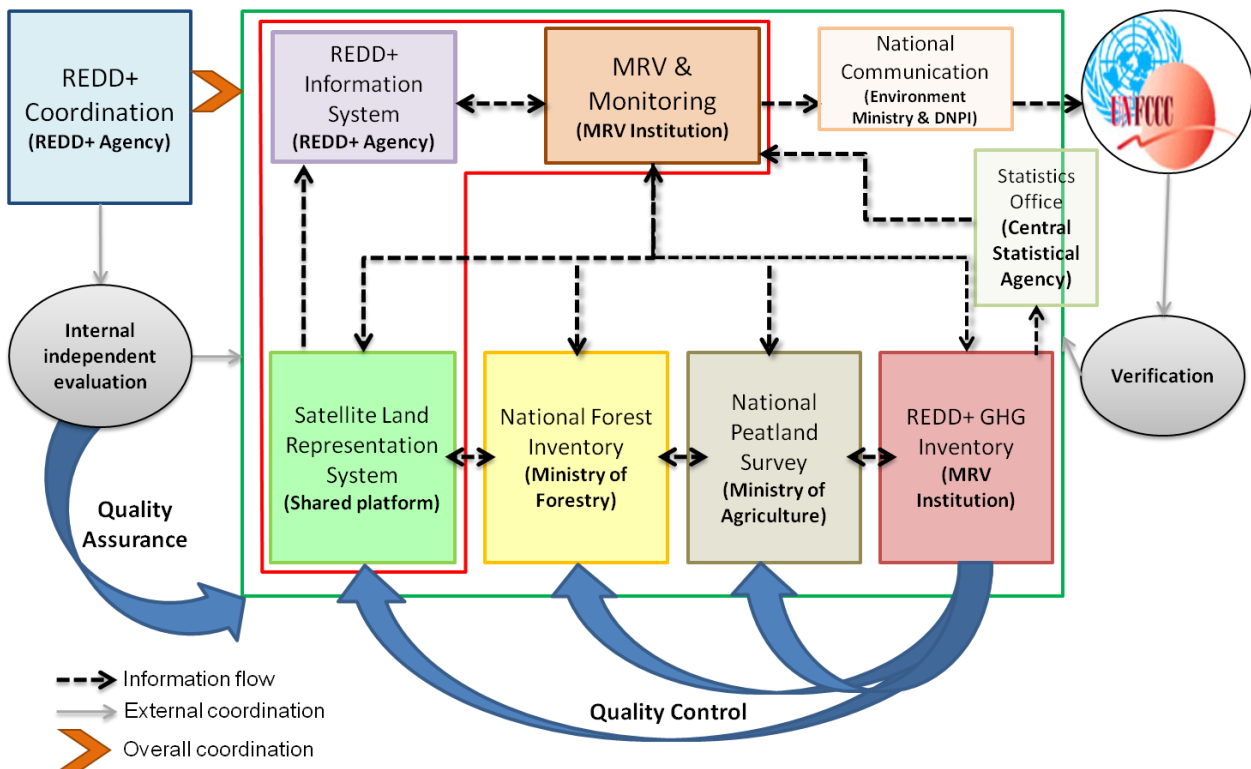 REDD+
Coordination
(REDD+ Agency)
REDD+
Information
System
(REDD+ Agency)
MRV &
Monitoring
(MRV Institution)
National
Communication
(Environment
Ministry & DNPI)
UNFCCC
Statistics
Office
(Central
Statistical
Agency)
Internal
independent
evaluation
Verification
Satellite Land
Representation
System
(Shared platform)
National Forest
Inventory
(Ministry of
Forestry)
National
Peatland
Survey
(Ministry of
Agriculture)
REDD+ GHG
Inventory
(MRV
Institution)
Quality
Assurance
Quality Control
Information flow
External coordination
Overall coordination